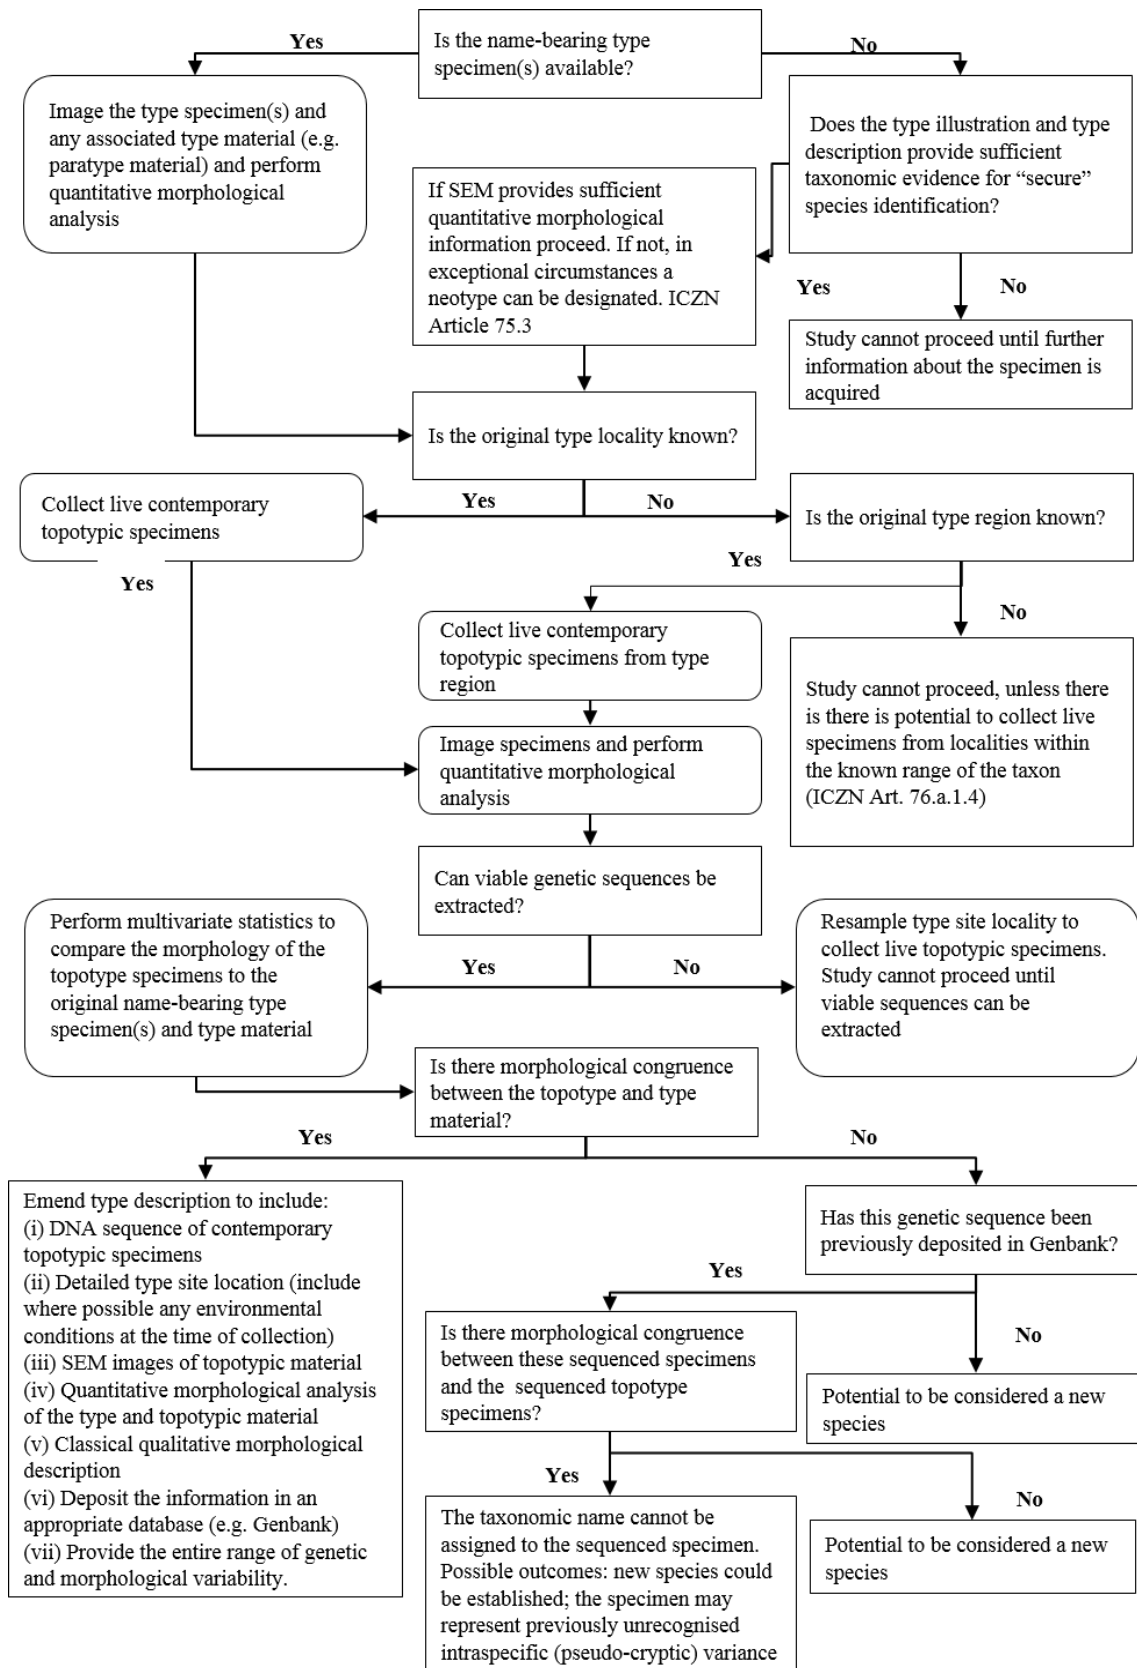 Is the name-bearing type
specimen(s) available?
Yes
No
Image the type specimen(s) and
any associated type material (e.g.
paratype material) and perform
quantitative morphological
analysis
Does the type illustration and type
description provide sufficient
taxonomic evidence for “secure”
species identification?
If SEM provides sufficient
quantitative morphological
information proceed. If not, in
exceptional circumstances a
neotype can be designated. ICZN
Article 75.3
Yes
No
Study cannot proceed until further
information about the specimen is
acquired
Is the original type locality known?
Yes
No
Collect live contemporary
topotypic specimens
Is the original type region known?
Yes
Yes
No
Collect live contemporary
topotypic specimens from type
region
Study cannot proceed, unless there
is there is potential to collect live
specimens from localities within
the known range of the taxon
(ICZN Art. 76.a.1.4)
Image specimens and perform
quantitative morphological
analysis
Can viable genetic sequences be
extracted?
Yes
No
Perform multivariate statistics to
compare the morphology of the
topotype specimens to the
original name-bearing type
specimen(s) and type material
Resample type site locality to
collect live topotypic specimens.
Study cannot proceed until
viable sequences can be
extracted
Is there morphological congruence
between the topotype and type
material?
Yes
No
Emend type description to include:
(i) DNA sequence of contemporary
topotypic specimens
(ii) Detailed type site location (include
where possible any environmental
conditions at the time of collection)
(iii) SEM images of topotypic material
(iv) Quantitative morphological analysis
of the type and topotypic material
(v) Classical qualitative morphological
description
(vi) Deposit the information in an
appropriate database (e.g. Genbank)
(vii) Provide the entire range of genetic
and morphological variability.
Has this genetic sequence been
previously deposited in Genbank?
Yes
No
Is there morphological congruence
between these sequenced specimens
and the sequenced topotype
specimens?
Potential to be considered a new
species
Yes
No
The taxonomic name cannot be
assigned to the sequenced specimen.
Possible outcomes: new species could
be established; the specimen may
represent previously unrecognised
intraspecific (pseudo-cryptic) variance
Potential to be considered a new
species